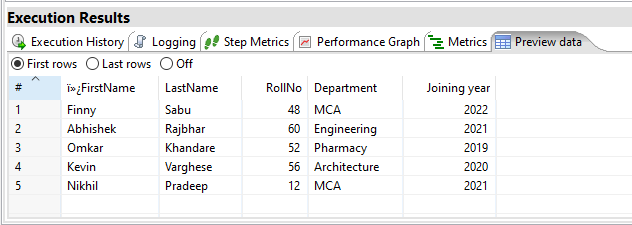 Execution Results
Execution History Logging Step Metrics Performance Graph Metrics Preview data
First rows Last rows Off
# ï»¿FirstName LastName RollNo Department Joining year
1 Finny Sabu 48 MCA 2022
2 Abhishek Rajbhar 60 Engineering 2021
3 Omkar Khandare 52 Pharmacy 2019
4 Kevin Varghese 56 Architecture 2020
5 Nikhil Pradeep 12 MCA 2021